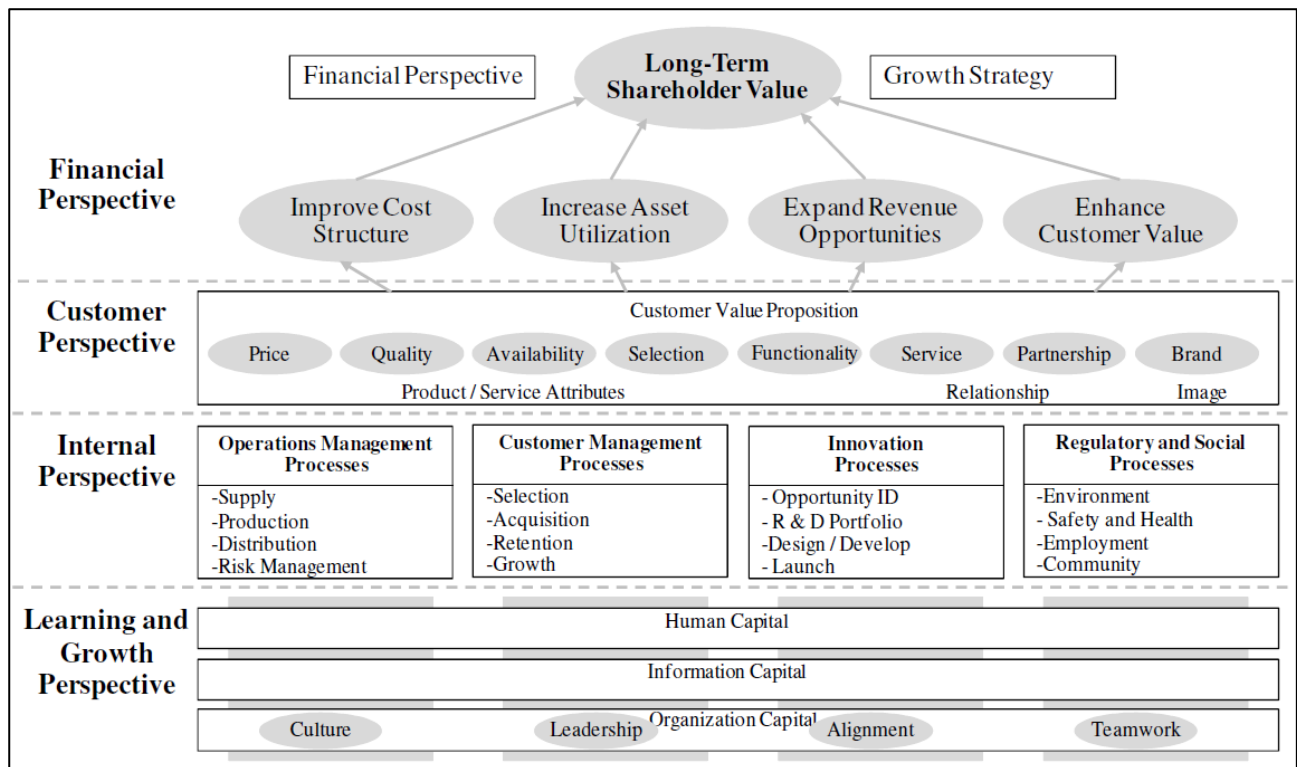 Financial Perspective
Long-Term
Shareholder Value
Growth Strategy
Financial
Perspective
Improve Cost
Structure
Increase Asset
Utilization
Expand Revenue
Opportunities
Enhance
Customer Value
Customer
Perspective
Customer Value Proposition
Price
Quality
Availability
Selection
Functionality
Service
Partnership
Brand
Product / Service Attributes
Relationship
Image
Internal
Perspective
Operations Management
Processes
-Supply
-Production
-Distribution
-Risk Management
Customer Management
Processes
-Selection
-Acquisition
-Retention
-Growth
Innovation
Processes
- Opportunity ID
- R & D Portfolio
-Design / Develop
- Launch
Regulatory and Social
Processes
-Environment
- Safety and Health
-Employment
- Community
Learning and
Growth
Perspective
Human Capital
Information Capital
Organization Capital
Culture
Leadership
Alignment
Teamwork